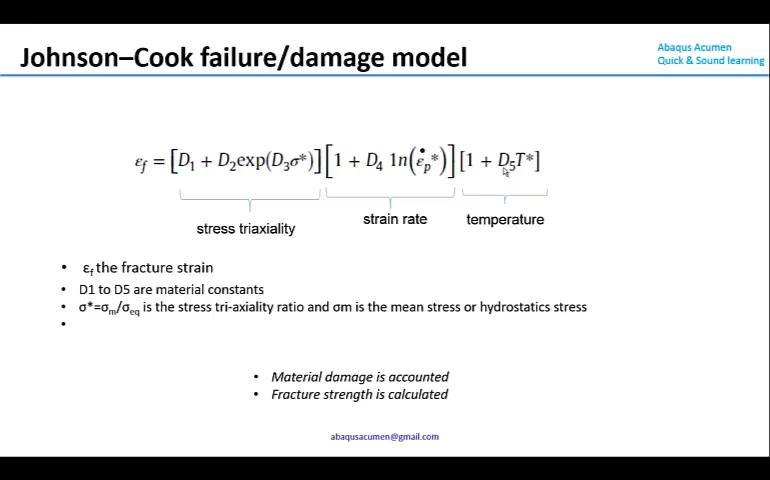 Johnson–Cook failure/damage model
Abaqus Acumen
Quick & Sound learning
εf = [D1 + D2exp(D3σ*)][1 + D4 1n(ε̇p*)][1 + D5T*]
stress triaxiality
strain rate
temperature
• εf the fracture strain
• D1 to D5 are material constants
• σ*=σm/σeq is the stress tri-axiality ratio and σm is the mean stress or hydrostatics stress
•
• Material damage is accounted
• Fracture strength is calculated
abaqusacumen@gmail.com